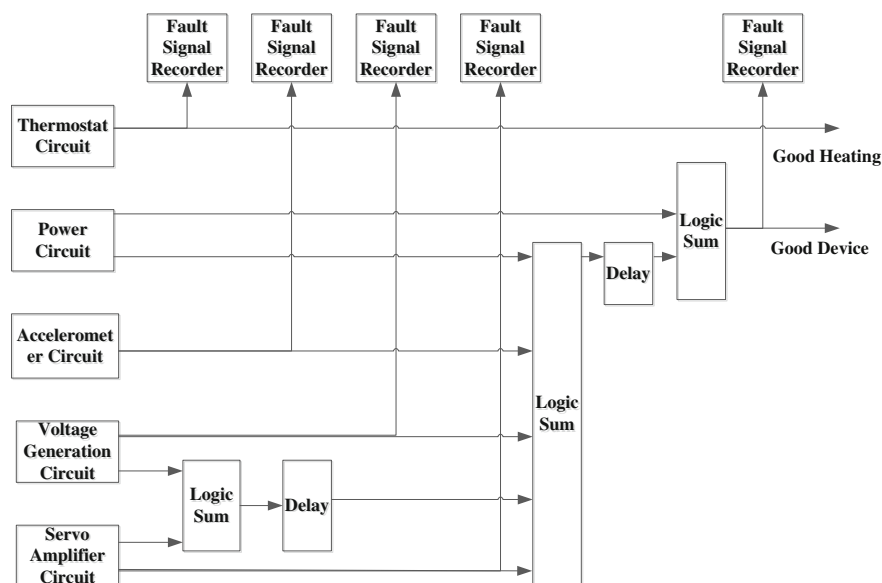 Fault
Signal
Recorder
Fault
Signal
Recorder
Fault
Signal
Recorder
Fault
Signal
Recorder
Fault
Signal
Recorder
Thermostat
Circuit
Good Heating
Power
Circuit
Logic
Sum
Good Device
Delay
Acceleromet
er Circuit
Logic
Sum
Voltage
Generation
Circuit
Logic
Sum
Delay
Servo
Amplifier
Circuit